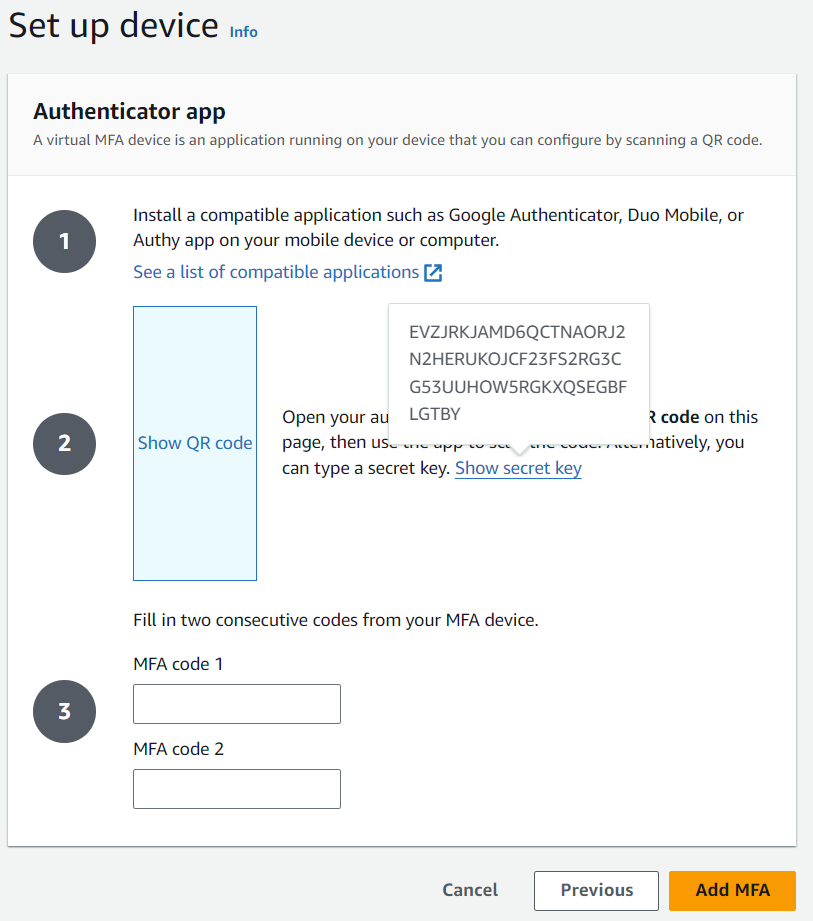 Set up device Info
Authenticator app
A virtual MFA device is an application running on your device that you can configure by scanning a QR code.
1
Install a compatible application such as Google Authenticator, Duo Mobile, or
Authy app on your mobile device or computer.
See a list of compatible applications
EVZJRKJAMD6QCTNAORJ2
N2HERUKOJCF23FS2RG3C
G53UUHOW5RGKXQSEGBF
LGTBY
2
Show QR code
Open your au R code on this
page, then use the app to scan the code. Alternatively, you
can type a secret key. Show secret key
Fill in two consecutive codes from your MFA device.
3
MFA code 1
MFA code 2
Cancel
Previous
Add MFA